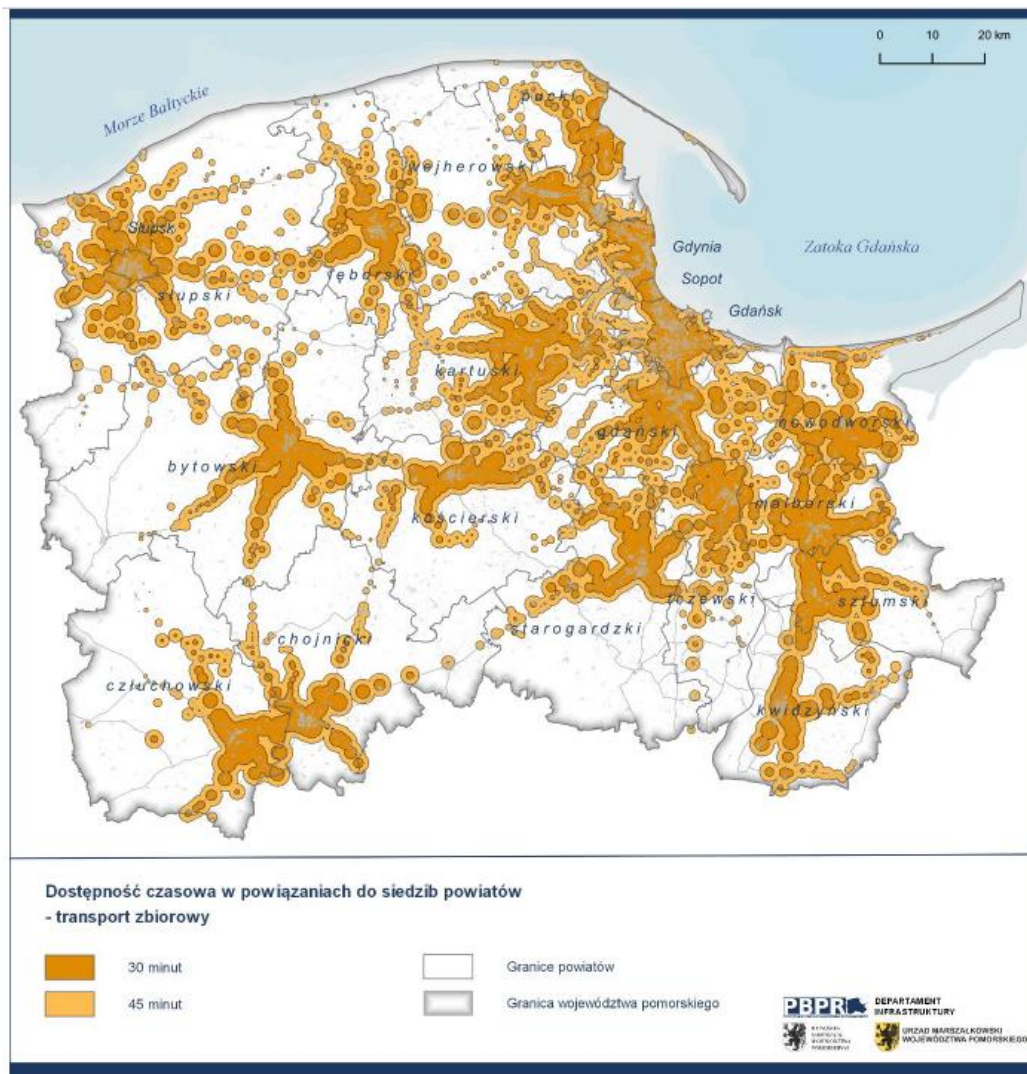 0 10 20 km
Morze Bałtyckie
pucki
wejherowski
Słupsk
Gdynia
Zatoka Gdańska
Sopot
lęborski
słupski
Gdańsk
kartuski
gdański
nowodworski
bytowski
malborski
kościerski
tczewski
sztumski
starogardzki
chojnicki
człuchowski
kwidzyński
Dostępność czasowa w powiązaniach do siedzib powiatów
- transport zbiorowy
30 minut
Granice powiatów
45 minut
Granica województwa pomorskiego
PBPR
DEPARTAMENT
INFRASTRUKTURY
URZĄD MARSZAŁKOWSKI
WOJEWÓDZTWA POMORSKIEGO